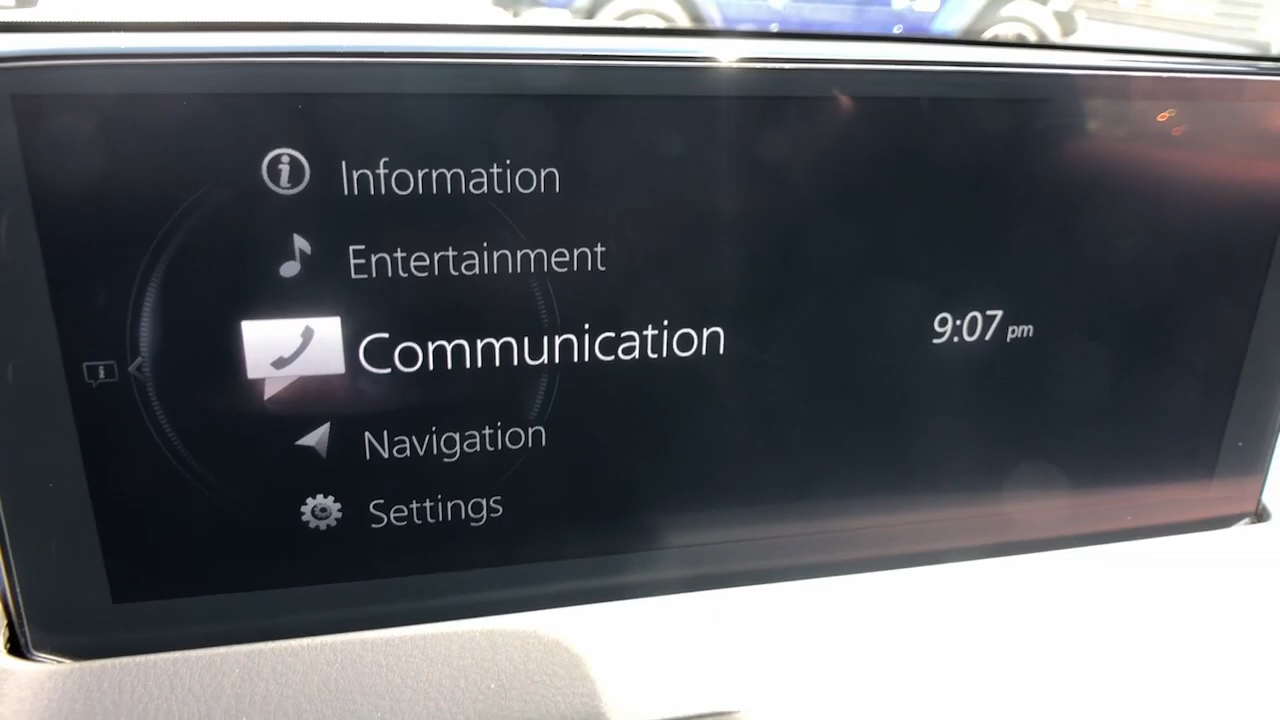 Information
Entertainment
Communication
9:07 pm
Navigation
Settings